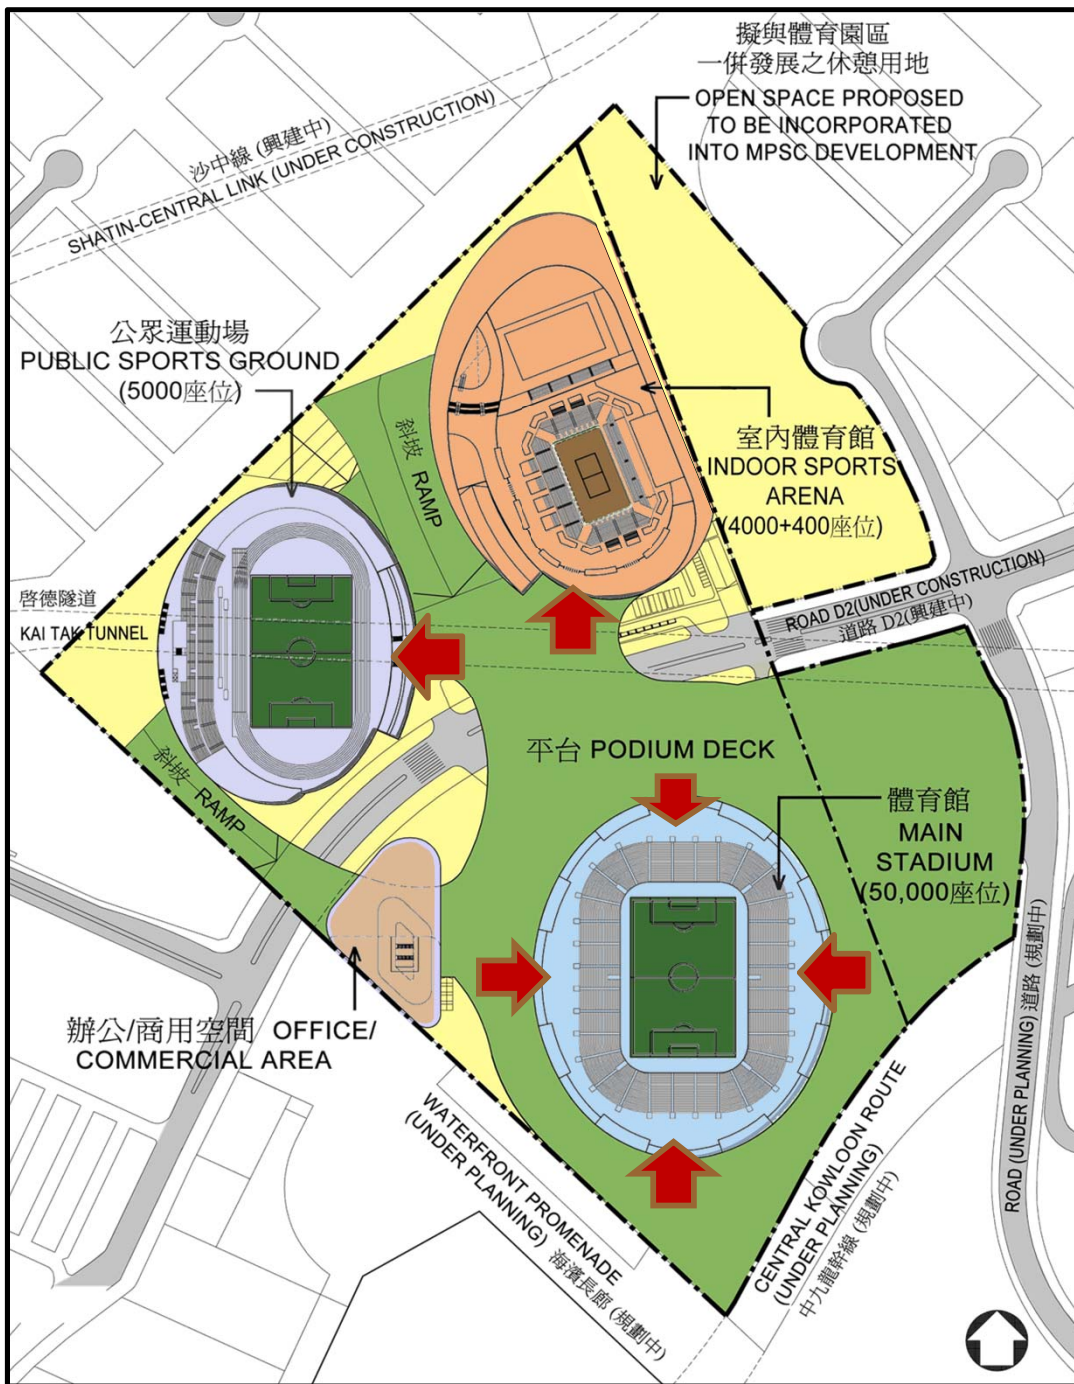 擬與體育園區
一併發展之休憩用地
OPEN SPACE PROPOSED
TO BE INCORPORATED
INTO MPSC DEVELOPMENT
沙中線 (興建中)
SHATIN-CENTRAL LINK (UNDER CONSTRUCTION)
公眾運動場
PUBLIC SPORTS GROUND
(5000座位)
斜坡 RAMP
室內體育館
INDOOR SPORTS
ARENA
(4000+400座位)
啓德隧道
KAI TAK TUNNEL
ROAD D2(UNDER CONSTRUCTION)
道路 D2(興建中)
斜坡 RAMP
平台 PODIUM DECK
體育館
MAIN
STADIUM
(50,000座位)
辦公/商用空間 OFFICE/
COMMERCIAL AREA
WATERFRONT PROMENADE
(UNDER PLANNING) 海濱長廊 (規劃中)
CENTRAL KOWLOON ROUTE
(UNDER PLANNING)
中九龍幹線 (規劃中)
ROAD (UNDER PLANNING) 道路 (規劃中)